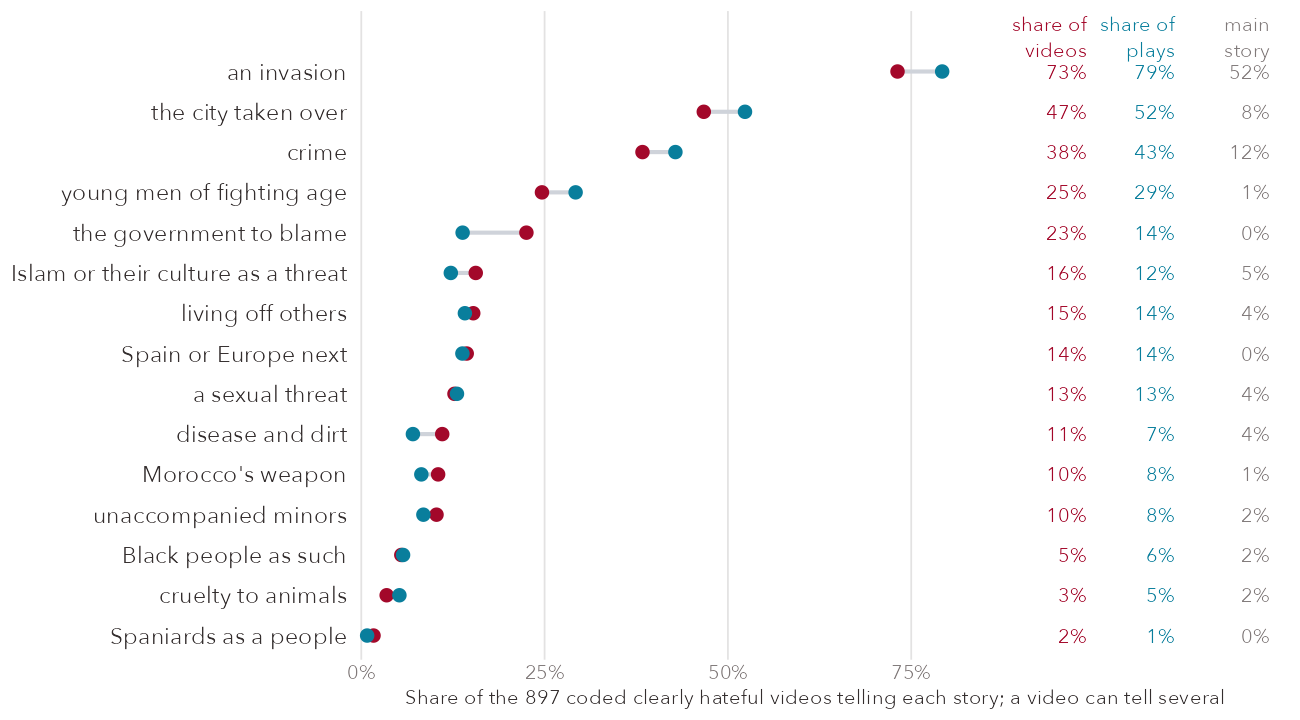 share of share of main
videos plays story
an invasion 73% 79% 52%
the city taken over 47% 52% 8%
crime 38% 43% 12%
young men of fighting age 25% 29% 1%
the government to blame 23% 14% 0%
Islam or their culture as a threat 16% 12% 5%
living off others 15% 14% 4%
Spain or Europe next 14% 14% 0%
a sexual threat 13% 13% 4%
disease and dirt 11% 7% 4%
Morocco's weapon 10% 8% 1%
unaccompanied minors 10% 8% 2%
Black people as such 5% 6% 2%
cruelty to animals 3% 5% 2%
Spaniards as a people 2% 1% 0%
0% 25% 50% 75%
Share of the 897 coded clearly hateful videos telling each story; a video can tell several